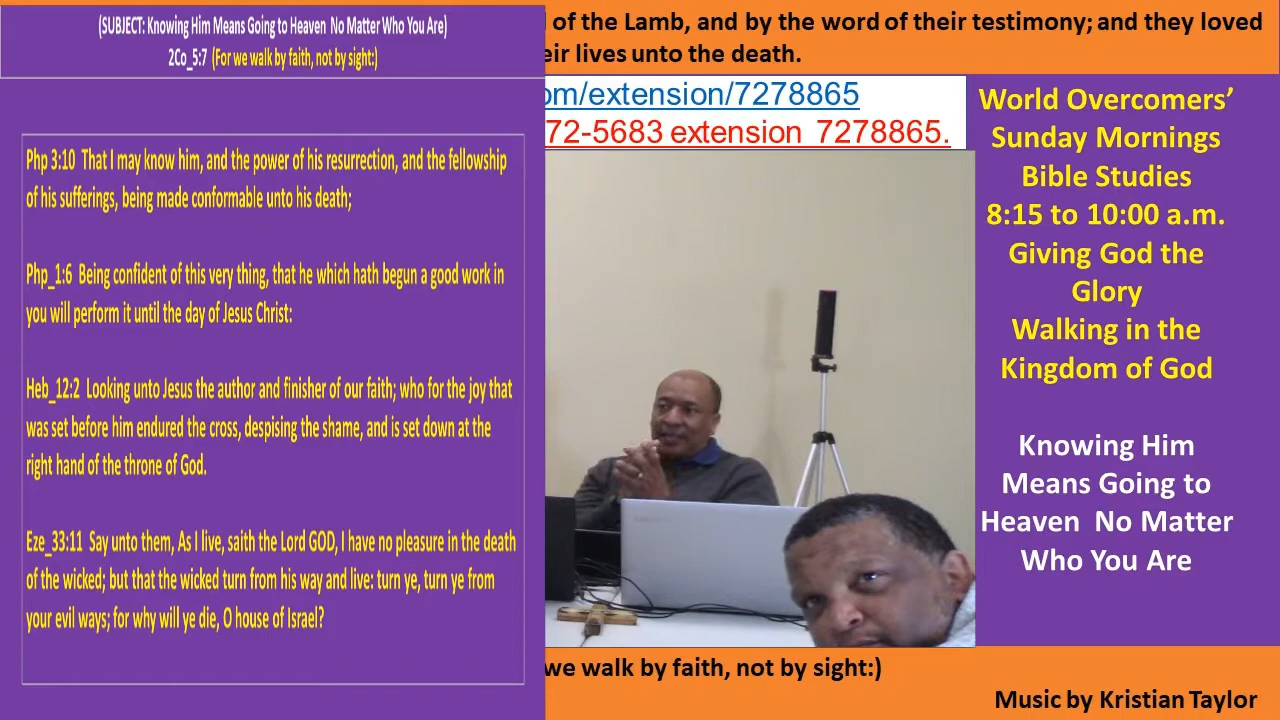 (SUBJECT: Knowing Him Means Going to Heaven No Matter Who You Are)
2Co_5:7 (For we walk by faith, not by sight:)
Php 3:10 That I may know him, and the power of his resurrection, and the fellowship
of his sufferings, being made conformable unto his death;
Php_1:6 Being confident of this very thing, that he which hath begun a good work in
you will perform it until the day of Jesus Christ:
Heb_12:2 Looking unto Jesus the author and finisher of our faith; who for the joy that
was set before him endured the cross, despising the shame, and is set down at the
right hand of the throne of God.
Eze_33:11 Say unto them, As I live, saith the Lord GOD, I have no pleasure in the death
of the wicked; but that the wicked turn from his way and live: turn ye, turn ye from
your evil ways; for why will ye die, O house of Israel?
of the Lamb, and by the word of their testimony; and they loved
eir lives unto the death.
om/extension/7278865
72-5683 extension 7278865.
World Overcomers'
Sunday Mornings
Bible Studies
8:15 to 10:00 a.m.
Giving God the
Glory
Walking in the
Kingdom of God
Knowing Him
Means Going to
Heaven No Matter
Who You Are
we walk by faith, not by sight:)
Music by Kristian Taylor